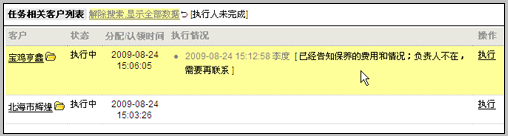 任务相关客户列表 解除搜索,显示全部数据 [执行人未完成]
客户 状态 分配/认领时间 执行情况 操作
宝鸡亨鑫 执行中 2009-08-24 15:06:05 • 2009-08-24 15:12:58 李度 [ 已经告知保养的费用和情况；负责人不在，需要再联系 ] 执行
北海市辉煌 执行中 2009-08-24 15:03:26 执行